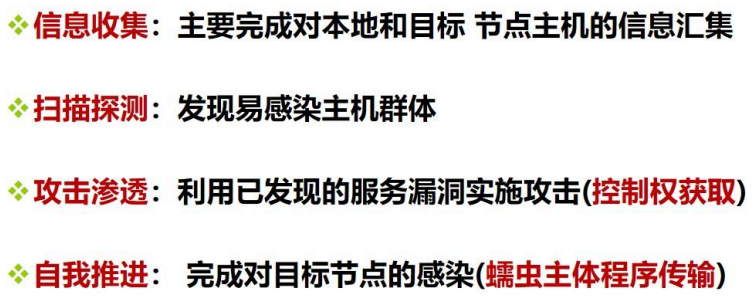 ❖信息收集：主要完成对本地和目标 节点主机的信息汇集
❖扫描探测：发现易感染主机群体
❖攻击渗透：利用已发现的服务漏洞实施攻击(控制权获取)
❖自我推进： 完成对目标节点的感染(蠕虫主体程序传输)